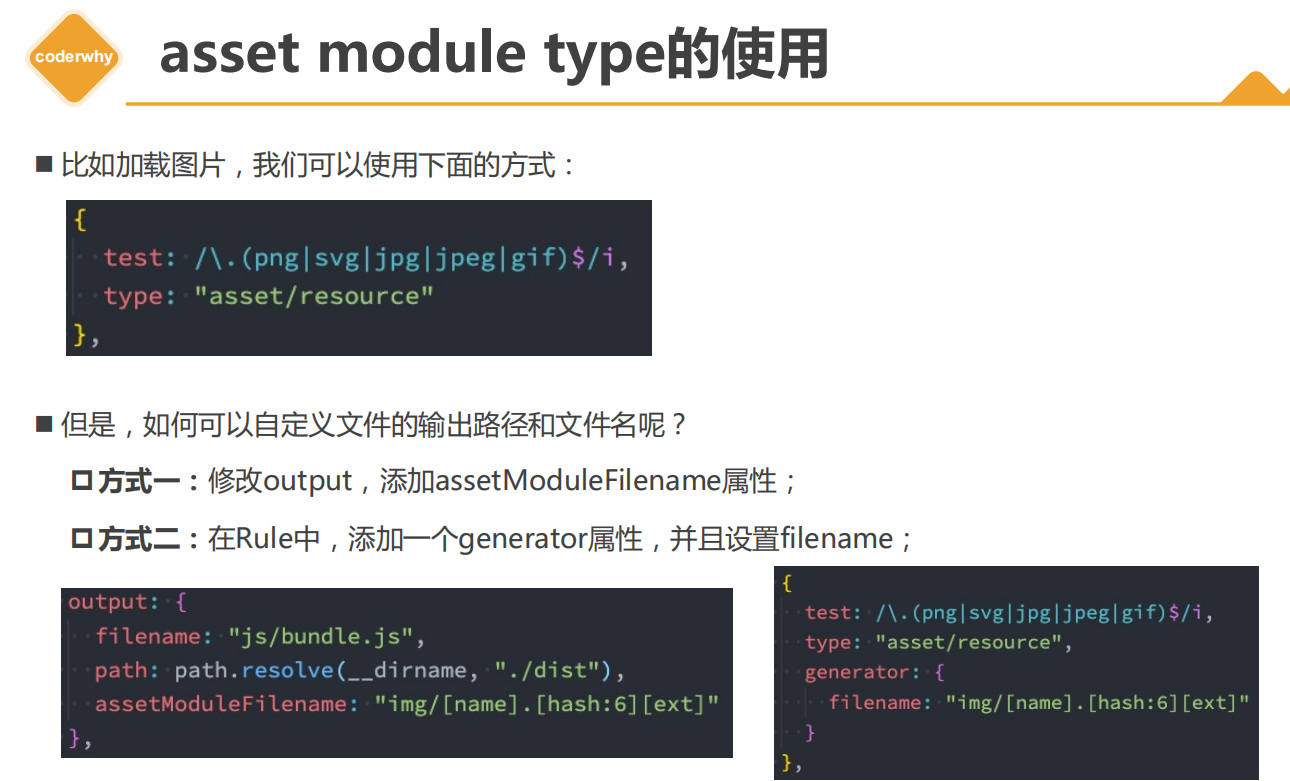 coderwhy
asset module type的使用
比如加载图片，我们可以使用下面的方式：
{
test: /\.(png|svg|jpg|jpeg|gif)$/i,
type: "asset/resource"
},
但是，如何可以自定义文件的输出路径和文件名呢？
方式一：修改output，添加assetModuleFilename属性；
方式二：在Rule中，添加一个generator属性，并且设置filename；
output: {
filename: "js/bundle.js",
path: path.resolve(__dirname, "./dist"),
assetModuleFilename: "img/[name].[hash:6][ext]"
},
{
test: /\.(png|svg|jpg|jpeg|gif)$/i,
type: "asset/resource",
generator: {
filename: "img/[name].[hash:6][ext]"
}
},